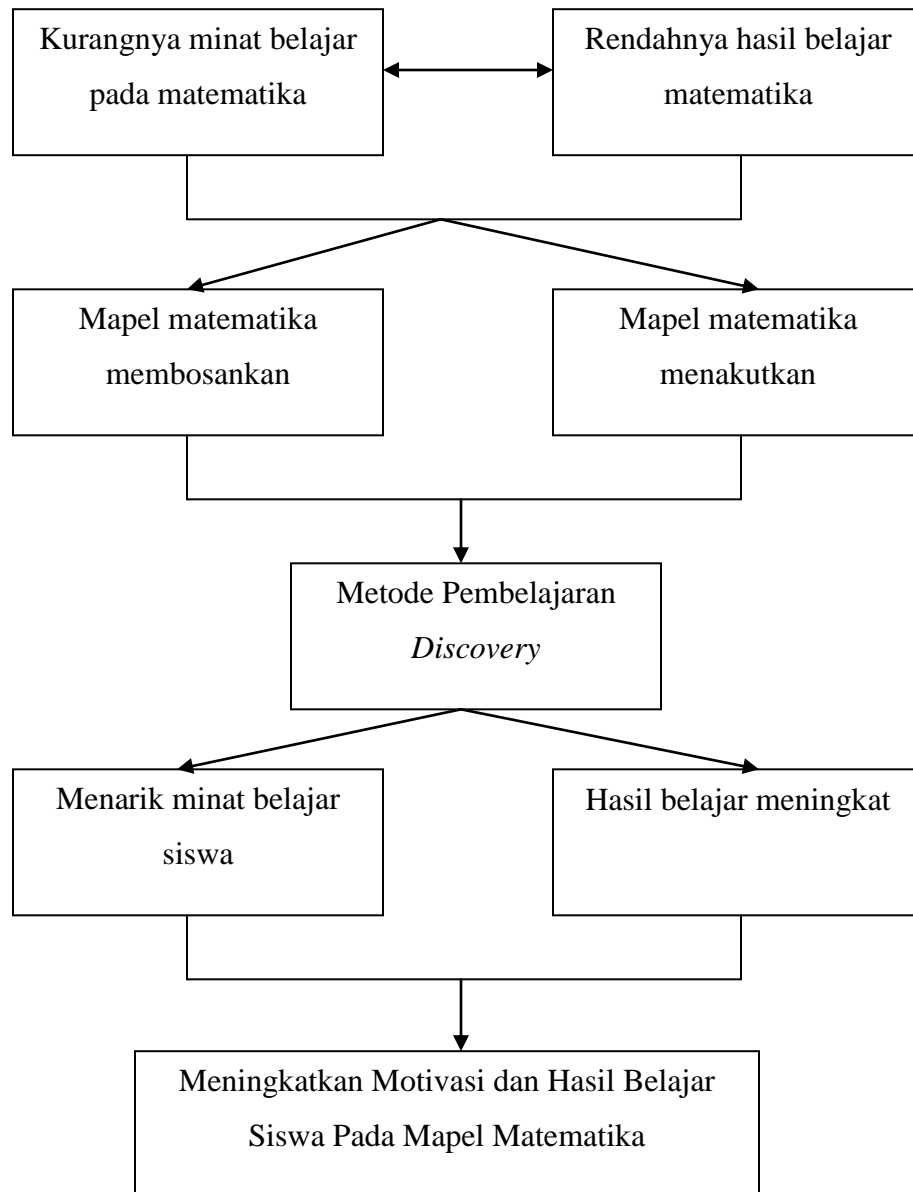 Kurangnya minat belajar
pada matematika
Rendahnya hasil belajar
matematika
Mapel matematika
membosankan
Mapel matematika
menakutkan
Metode Pembelajaran
Discovery
Menarik minat belajar
siswa
Hasil belajar meningkat
Meningkatkan Motivasi dan Hasil Belajar
Siswa Pada Mapel Matematika